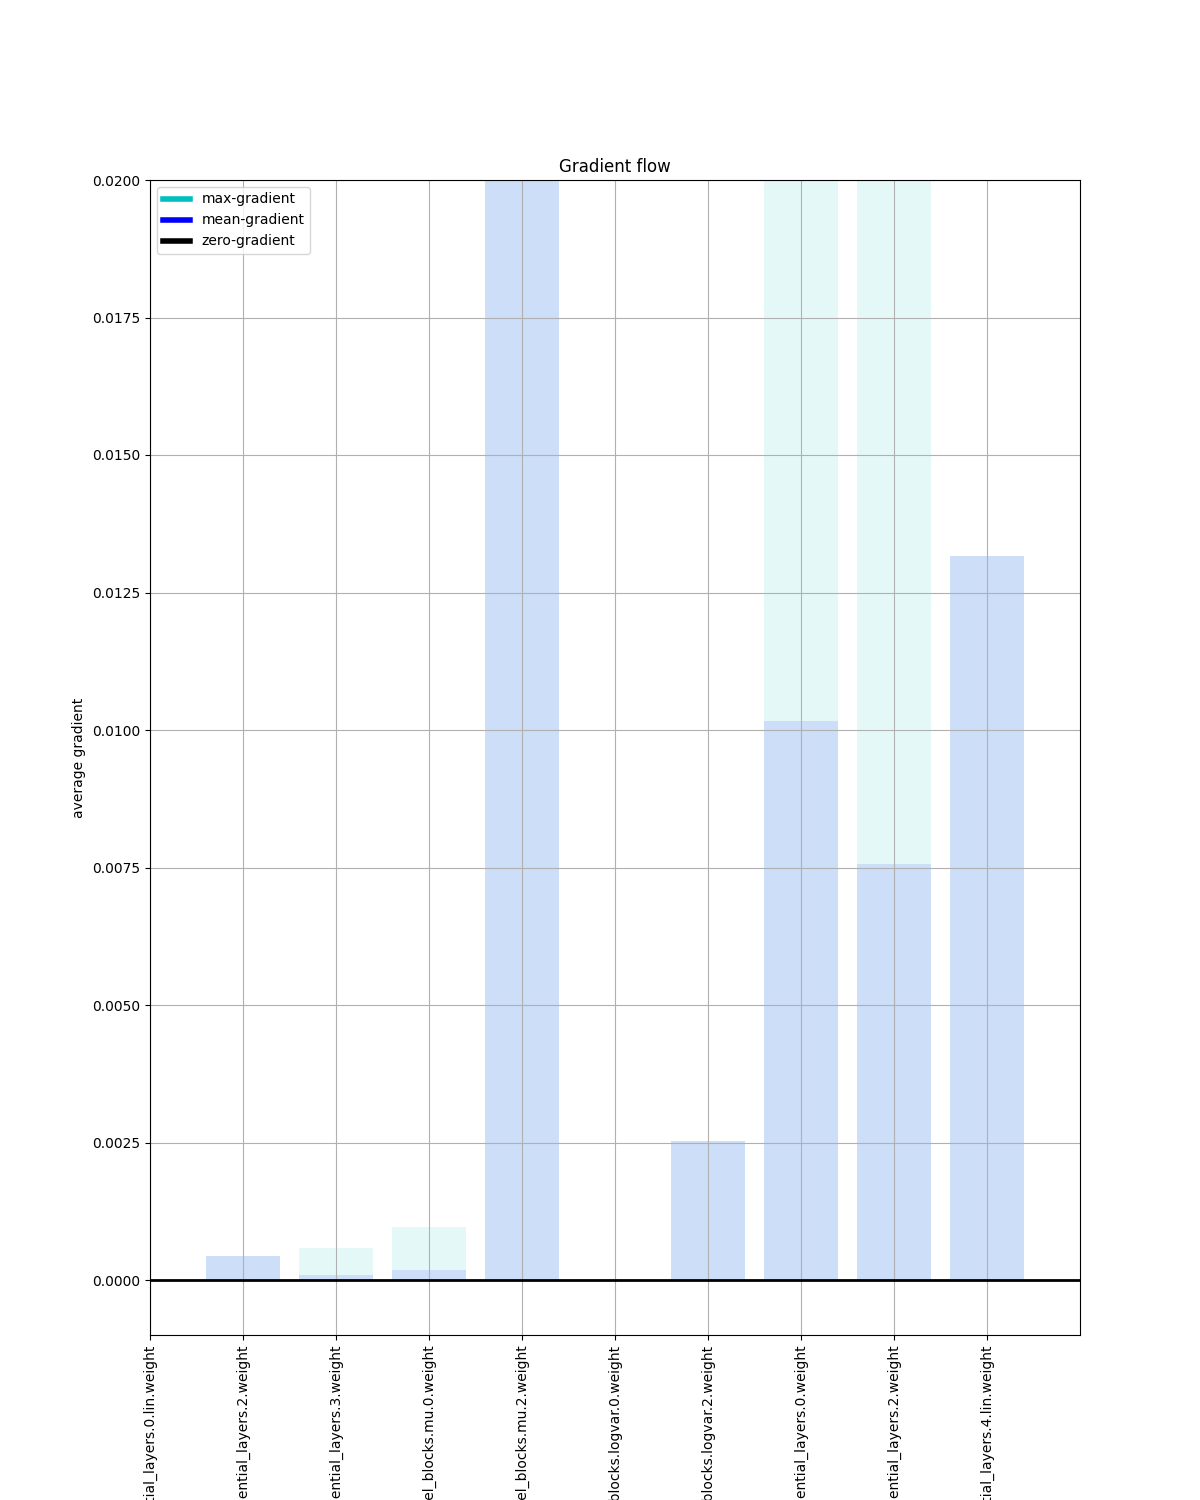 Gradient flow
max-gradient
mean-gradient
zero-gradient
0.0200
0.0175
0.0150
0.0125
0.0100
0.0075
0.0050
0.0025
0.0000
average gradient
tial_layers.0.lin.weight
ential_layers.2.weight
ential_layers.3.weight
el_blocks.mu.0.weight
el_blocks.mu.2.weight
blocks.logvar.0.weight
blocks.logvar.2.weight
ential_layers.0.weight
ential_layers.2.weight
tial_layers.4.lin.weight